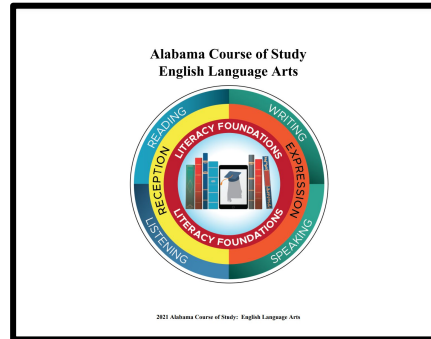 Alabama Course of Study
English Language Arts
READING
WRITING
RECEPTION
LITERACY FOUNDATIONS
EXPRESSION
LITERACY FOUNDATIONS
LISTENING
SPEAKING
2021 Alabama Course of Study: English Language Arts